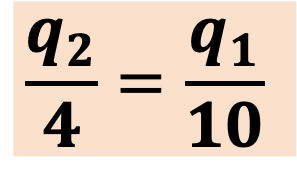 q₂/4 = q₁/10